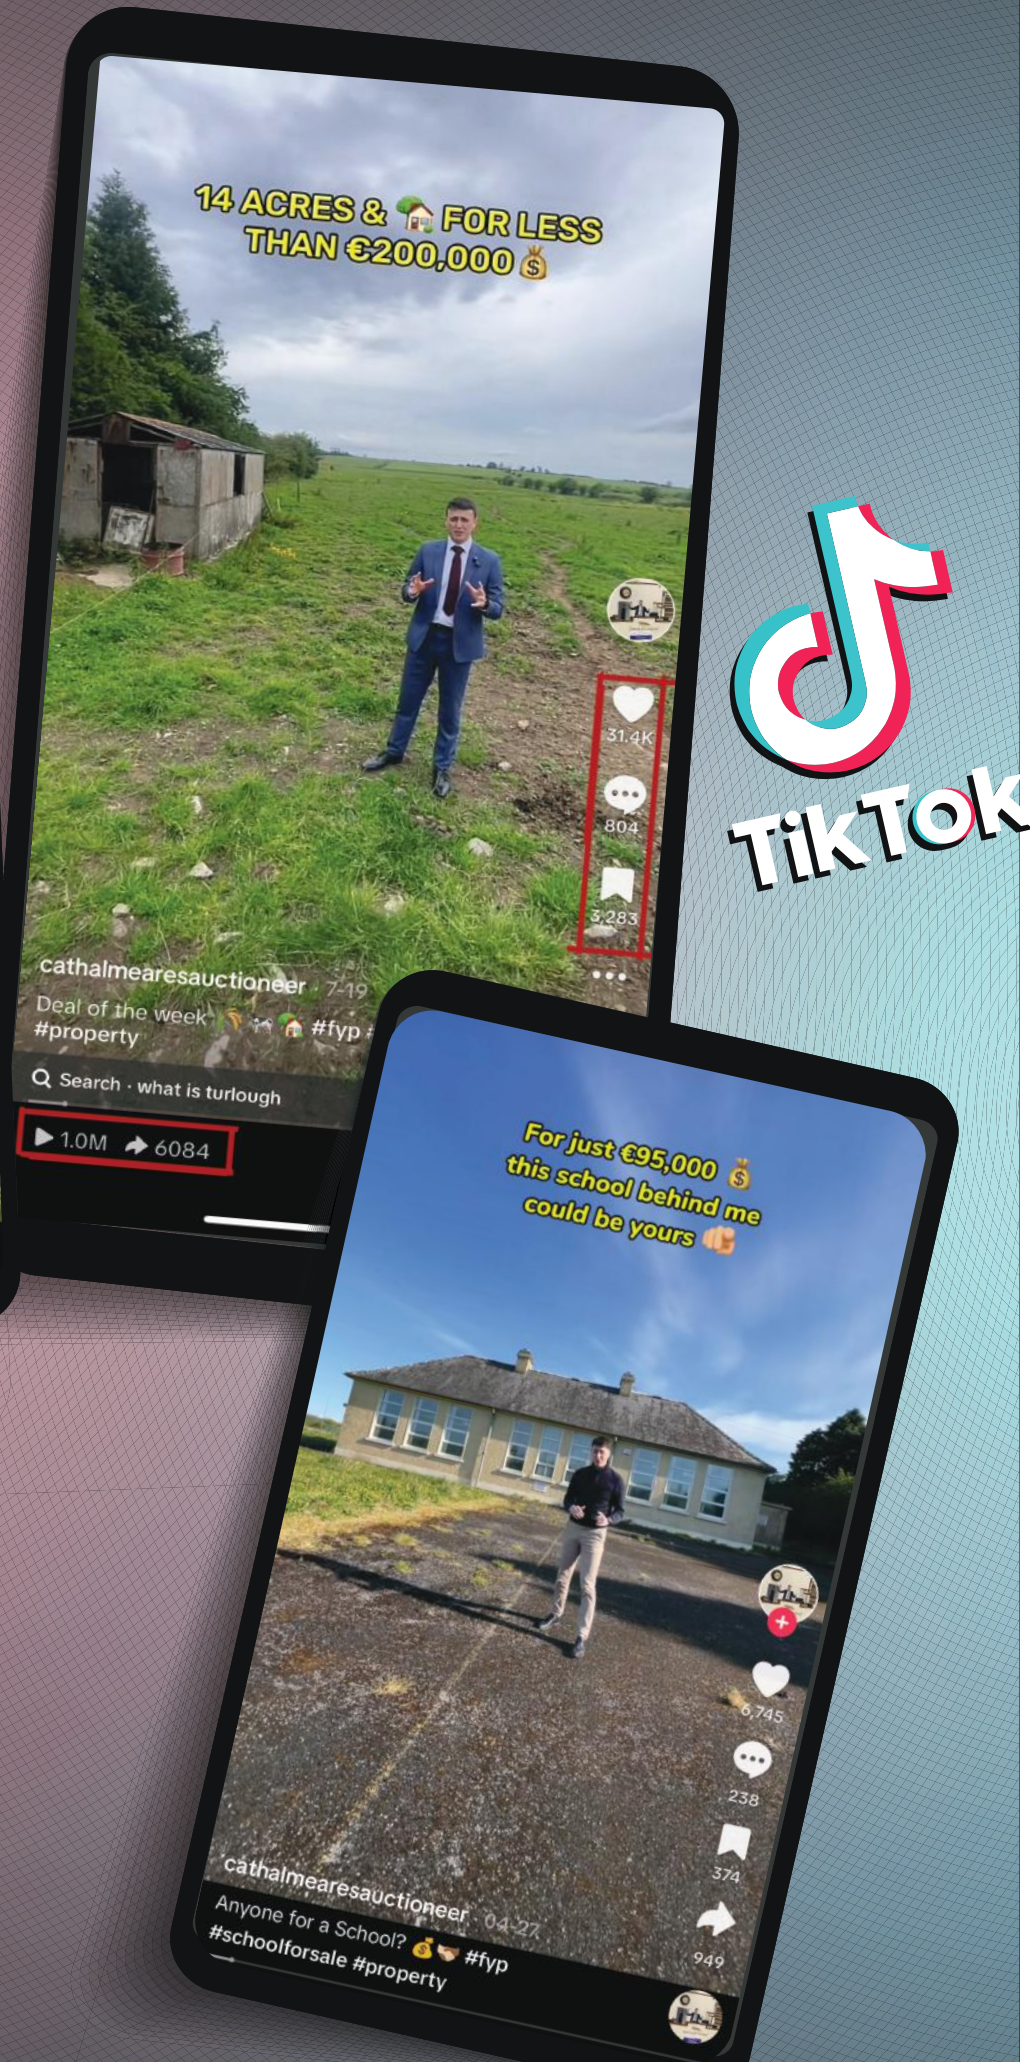 14 ACRES & 🏡 FOR LESS
THAN €200,000💰
31.4K
804
3,283
cathalmearesauctioneer · 7-19
Deal of the week #fyp
#property
Search · what is turlough
1.0M 6084
TikTok
For just €95,000 💰
this school behind me
could be yours 🫵
6,745
238
374
949
cathalmearesauctioneer · 04-27
Anyone for a School? 💰🤝 #fyp
#schoolforsale #property